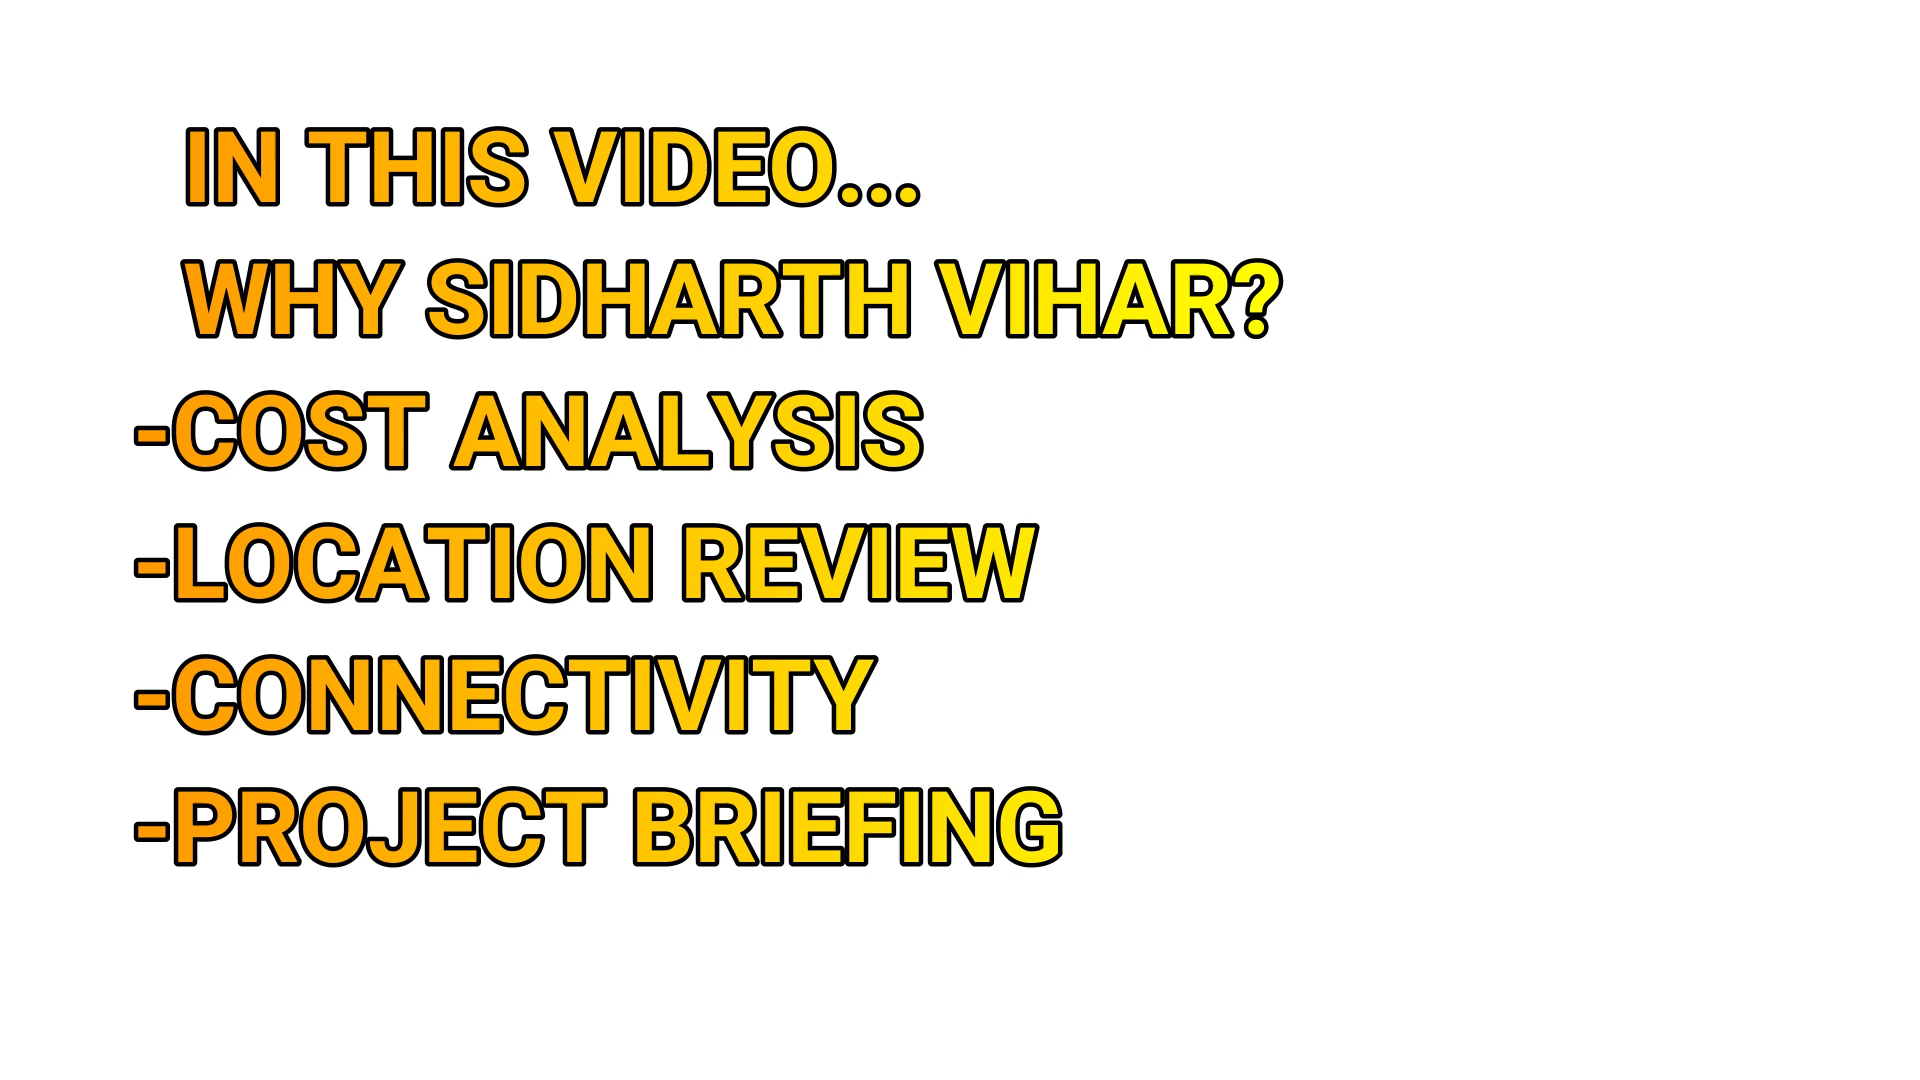 IN THIS VIDEO...
WHY SIDHARTH VIHAR?
-COST ANALYSIS
-LOCATION REVIEW
-CONNECTIVITY
-PROJECT BRIEFING